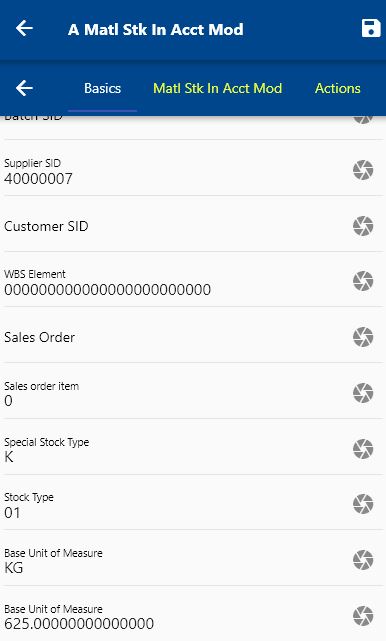 A Matl Stk In Acct Mod
Basics Matl Stk In Acct Mod Actions
Batch SID
Supplier SID
40000007
Customer SID
WBS Element
000000000000000000000000
Sales Order
Sales order item
0
Special Stock Type
K
Stock Type
01
Base Unit of Measure
KG
Base Unit of Measure
625.00000000000000